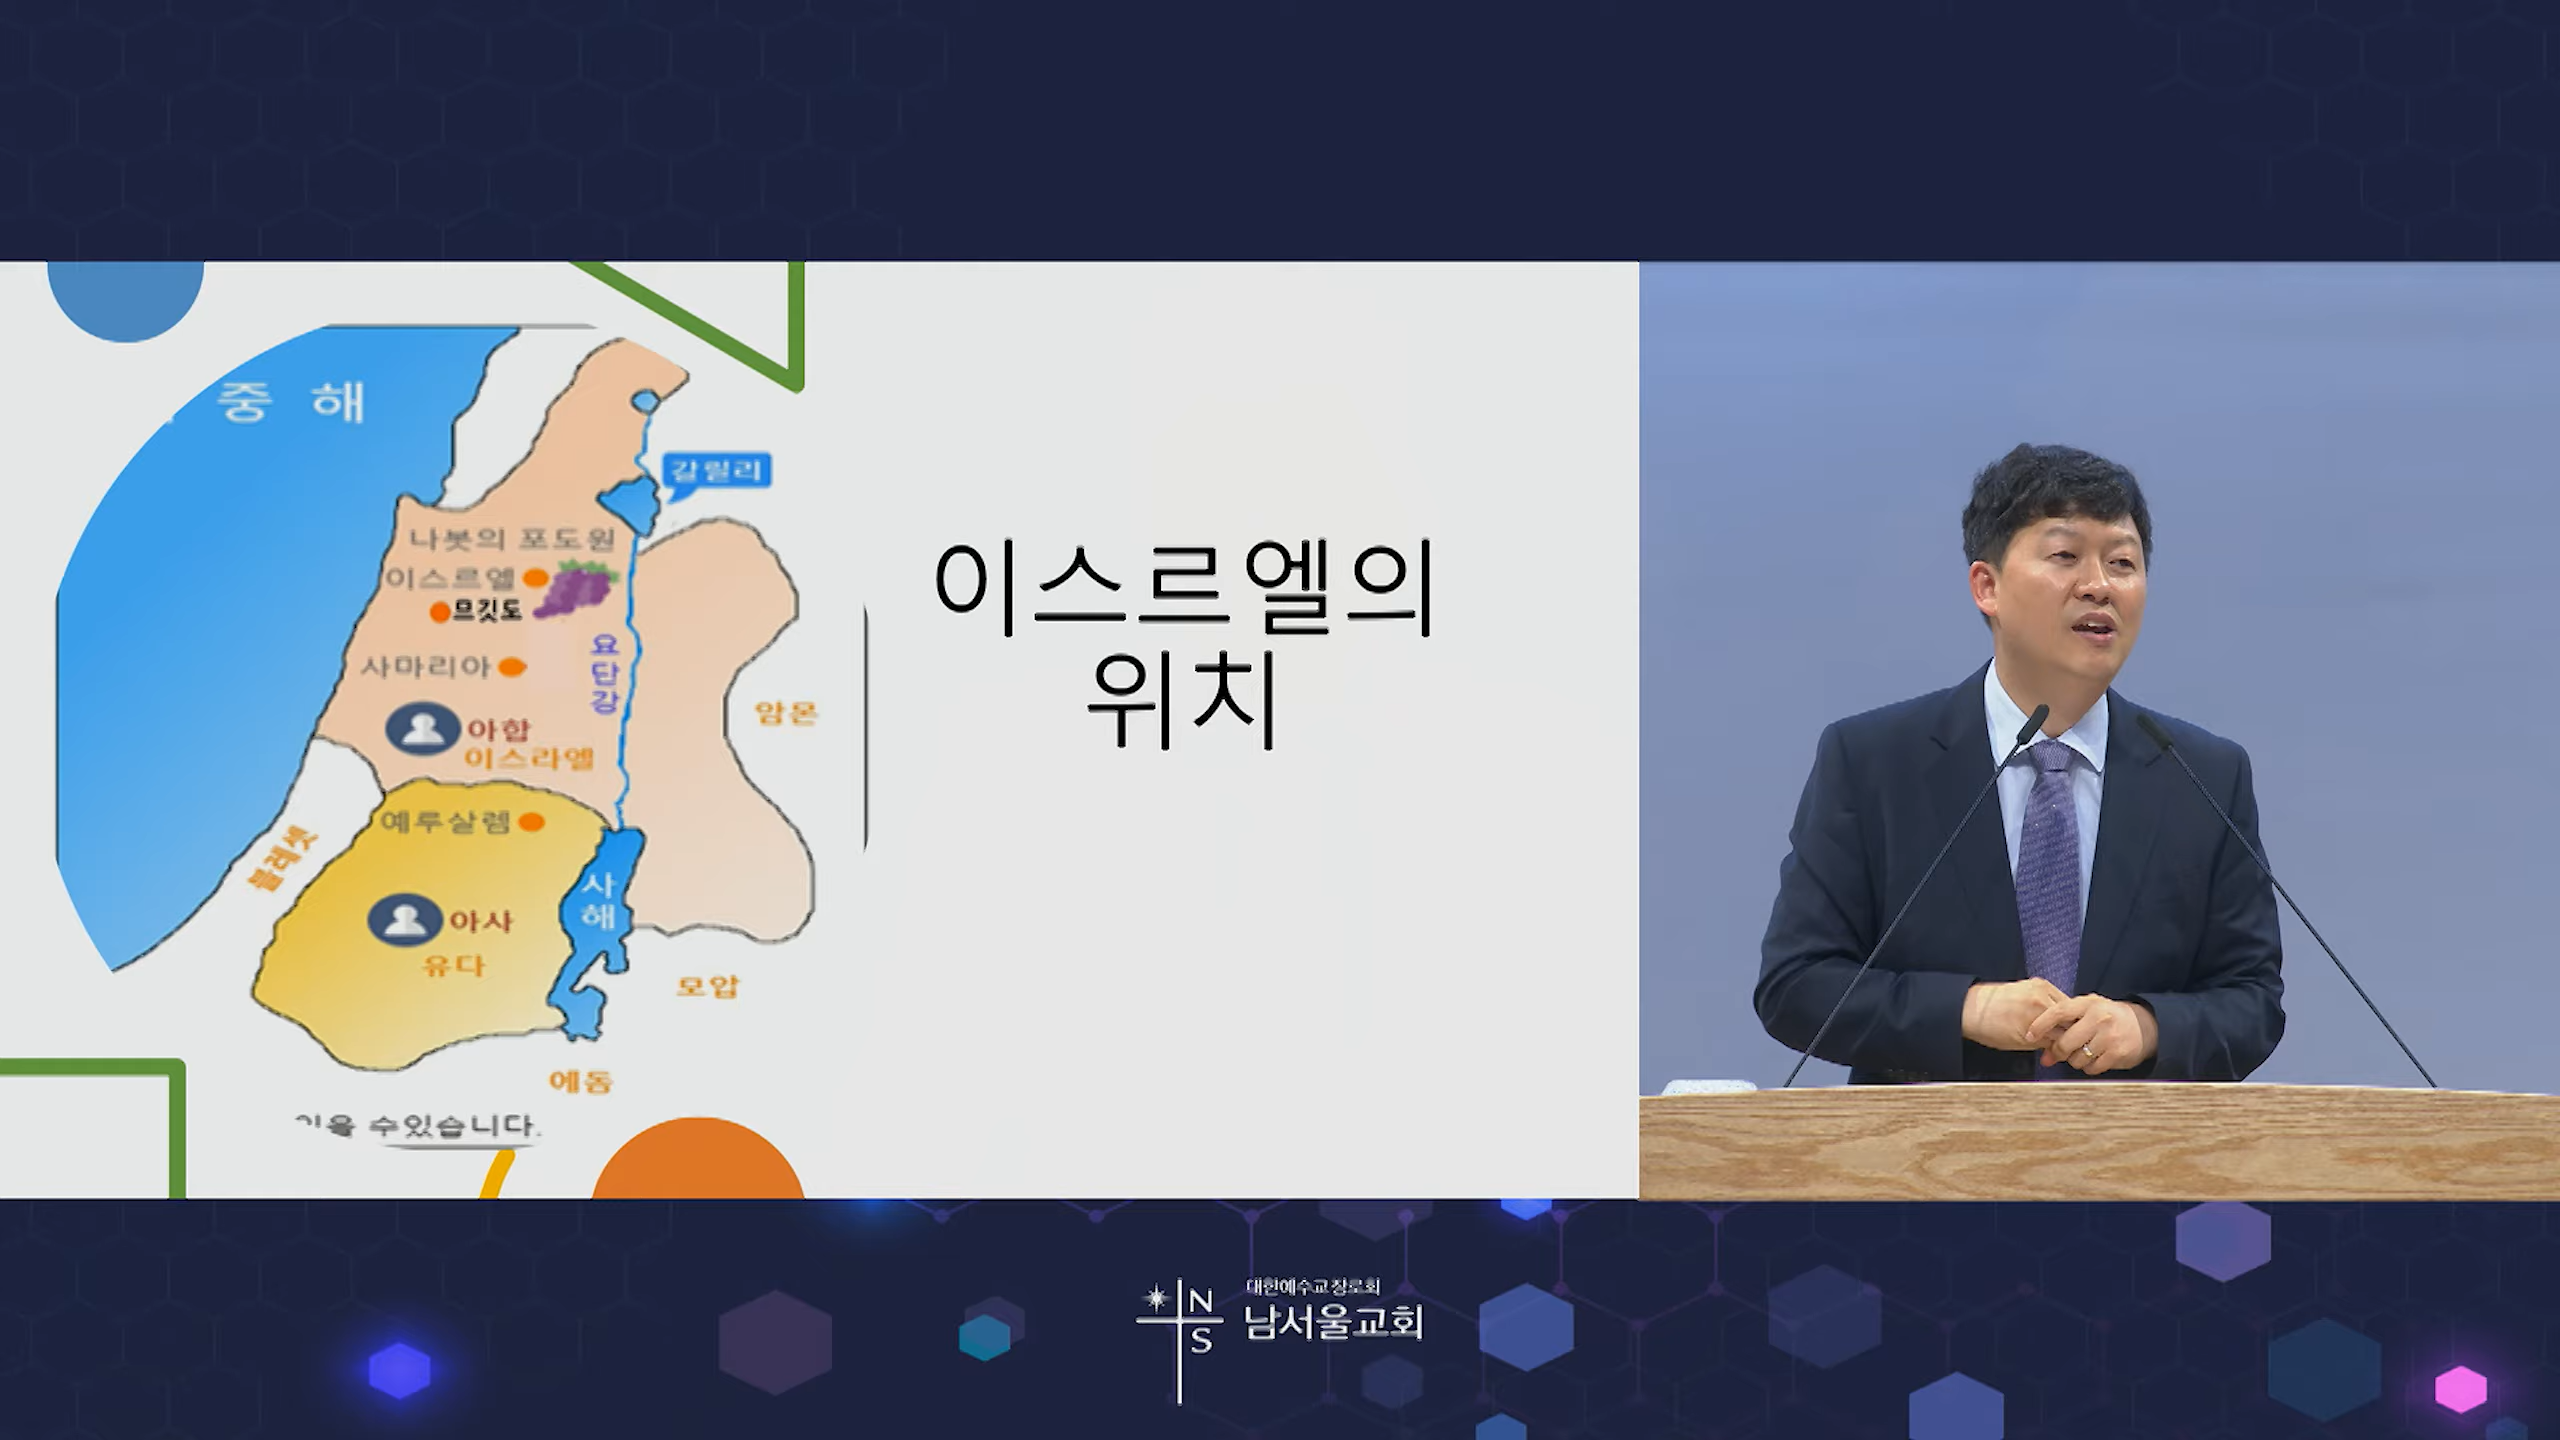 중 해
갈릴리
나봇의 포도원
이스르엘
므깃도
요단강
사마리아
암몬
아합
이스라엘
예루살렘
블레셋
사해
아사
유다
모압
에돔
수있습니다.
이스르엘의
위치
N
S
대한예수교장로회
남서울교회